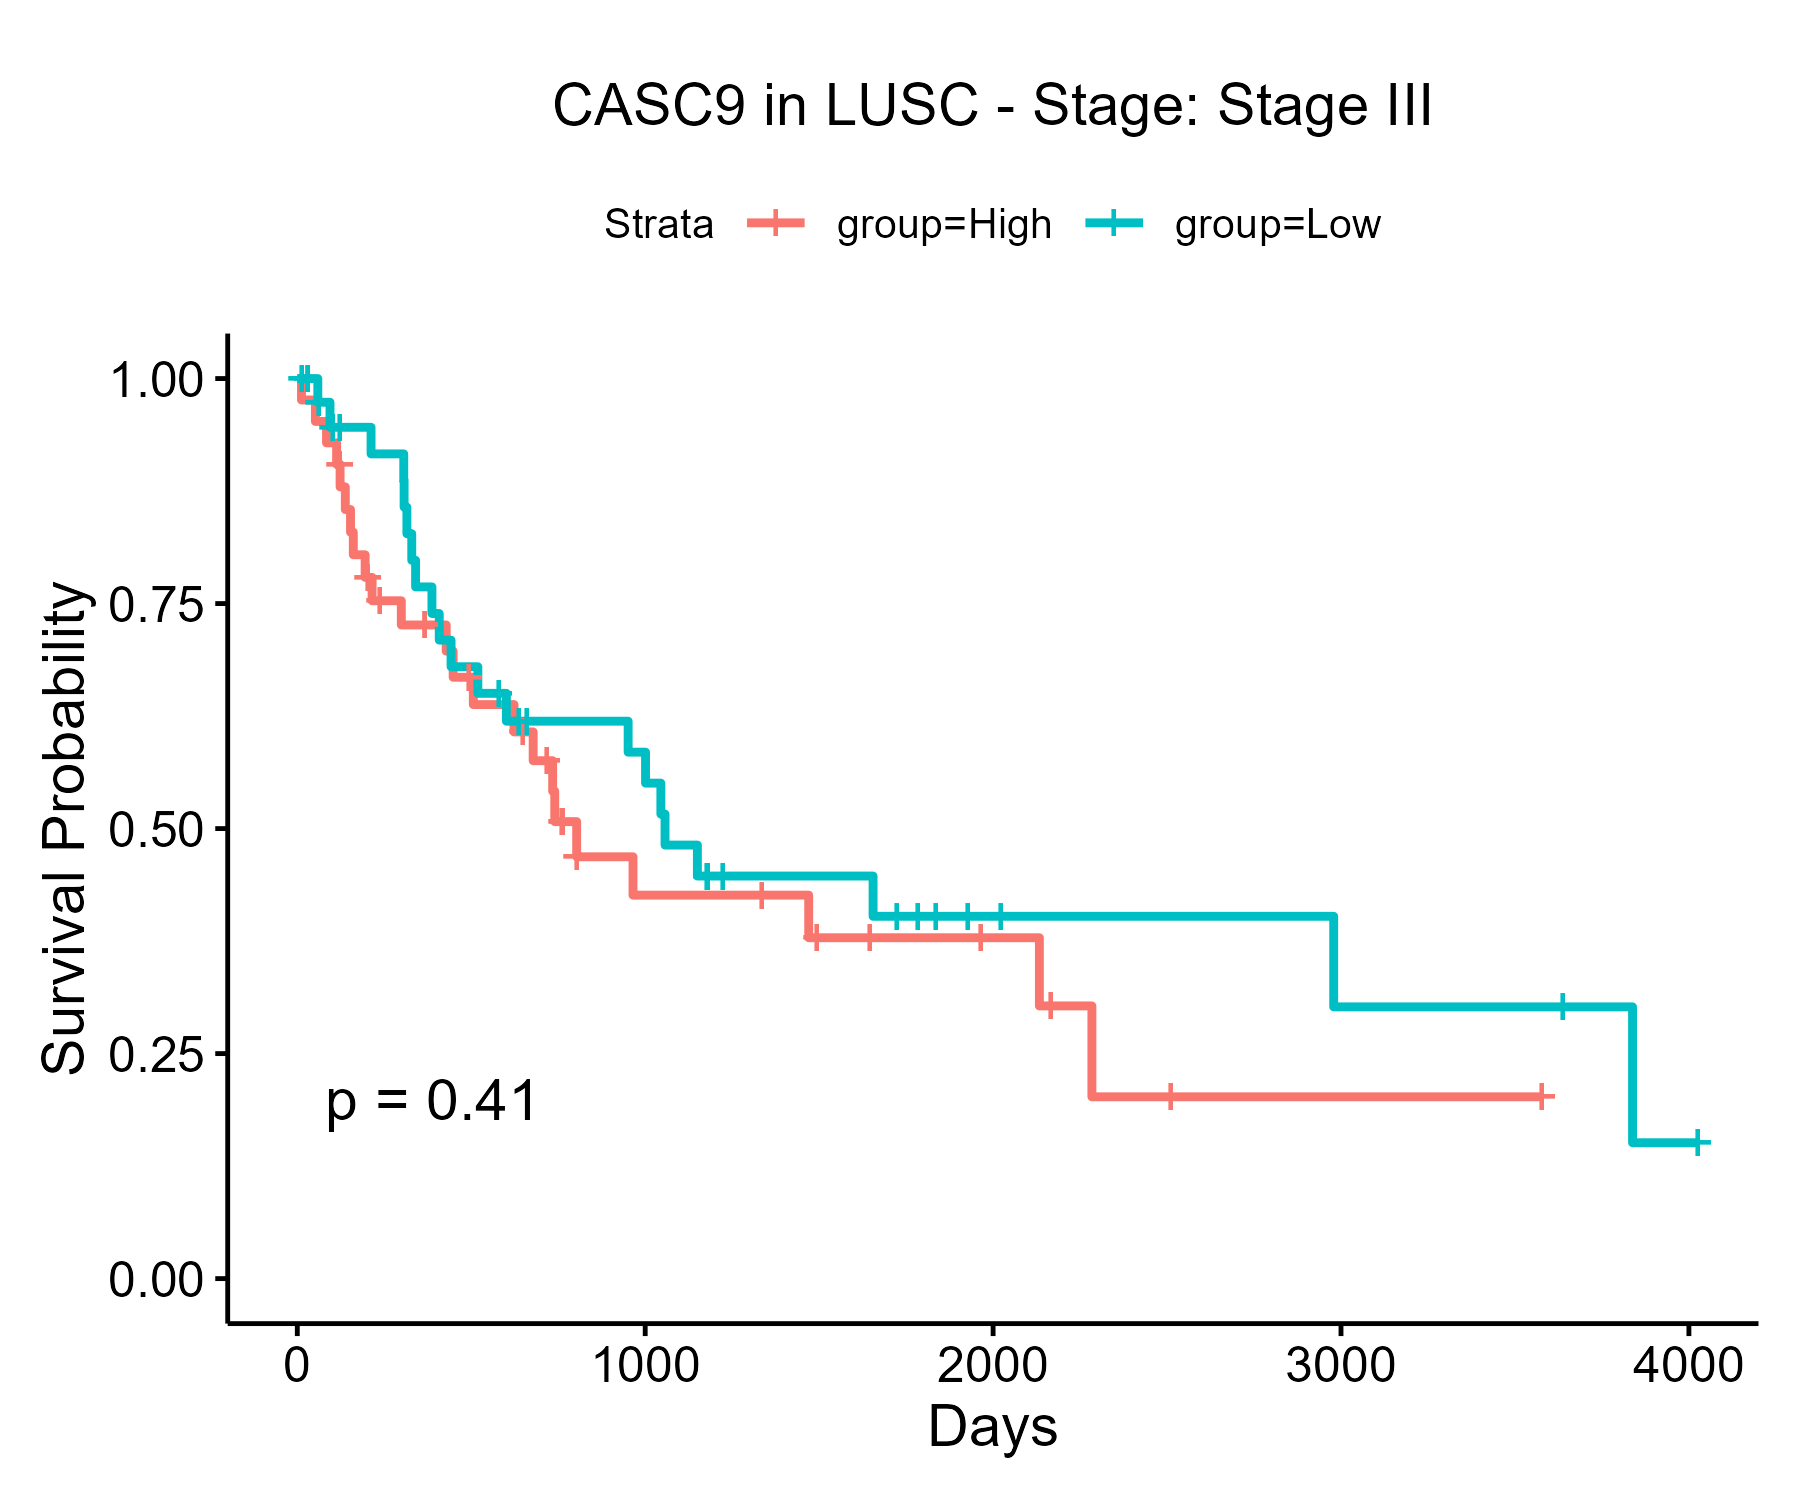 CASC9 in LUSC - Stage: Stage III
Strata group=High group=Low
Survival Probability
1.00
0.75
0.50
0.25
0.00
p = 0.41
0 1000 2000 3000 4000
Days